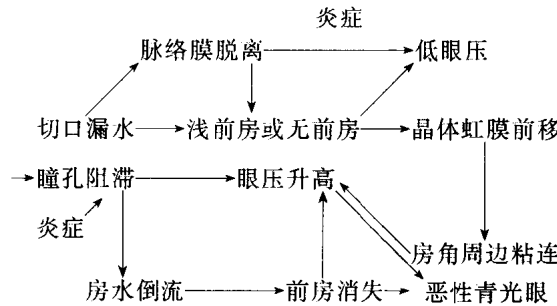 炎症
脉络膜脱离 低眼压
切口漏水 浅前房或无前房 晶体虹膜前移
瞳孔阻滞 眼压升高
炎症
房角周边粘连
房水倒流 前房消失 恶性青光眼